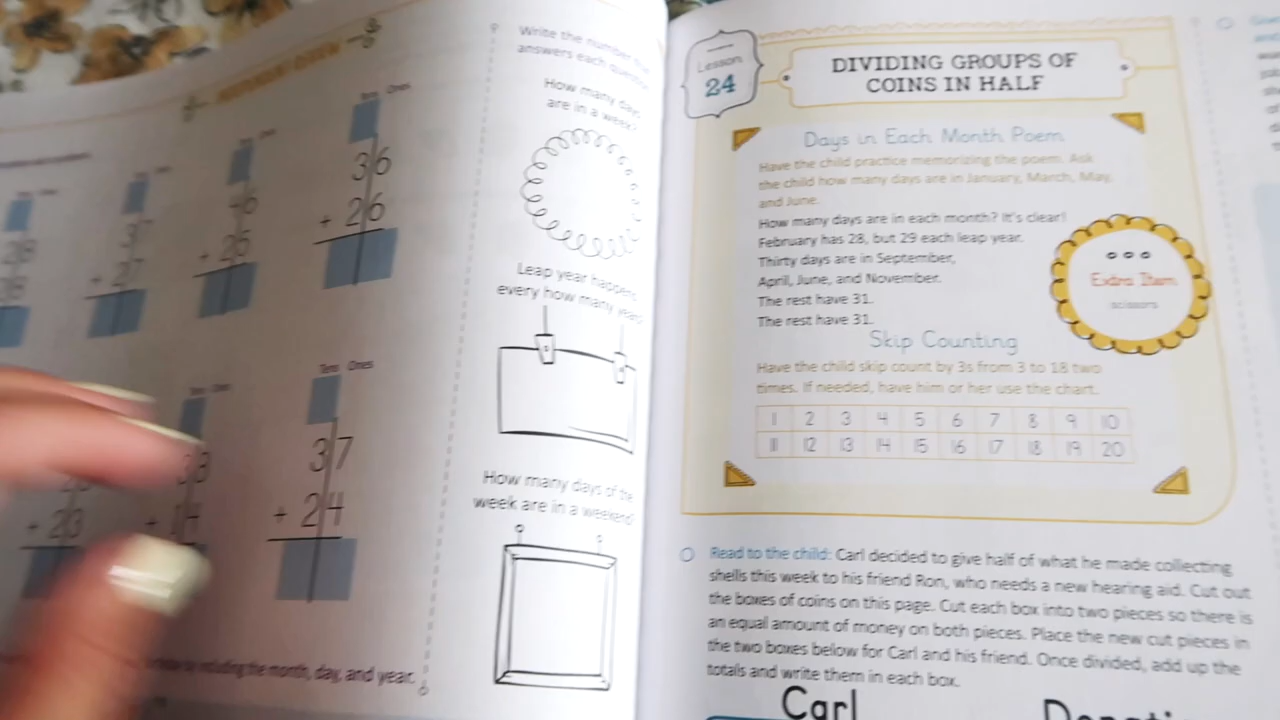 Tens Ones
36
+ 26
+ 26
37
+ 27
Tens Ones
37
+ 24
+ 23
including the month, day, and year.
Write the number
answers each
How many days
are in a week?
Leap year happens
every how many years?
How many days of the
week are in a weekend?
Lesson
24
DIVIDING GROUPS OF
COINS IN HALF
Days in Each Month Poem
Have the child practice memorizing the poem. Ask
the child how many days are in January, March, May,
and June.
How many days are in each month? It's clear!
February has 28, but 29 each leap year.
Thirty days are in September,
April, June, and November.
The rest have 31.
The rest have 31.
Extra Item
scissors
Skip Counting
Have the child skip count by 3s from 3 to 18 two
times. If needed, have him or her use the chart.
1 2 3 4 5 6 7 8 9 10
11 12 13 14 15 16 17 18 19 20
Read to the child: Carl decided to give half of what he made collecting
shells this week to his friend Ron, who needs a new hearing aid. Cut out
the boxes of coins on this page. Cut each box into two pieces so there is
an equal amount of money on both pieces. Place the new cut pieces in
the two boxes below for Carl and his friend. Once divided, add up the
totals and write them in each box.
Carl